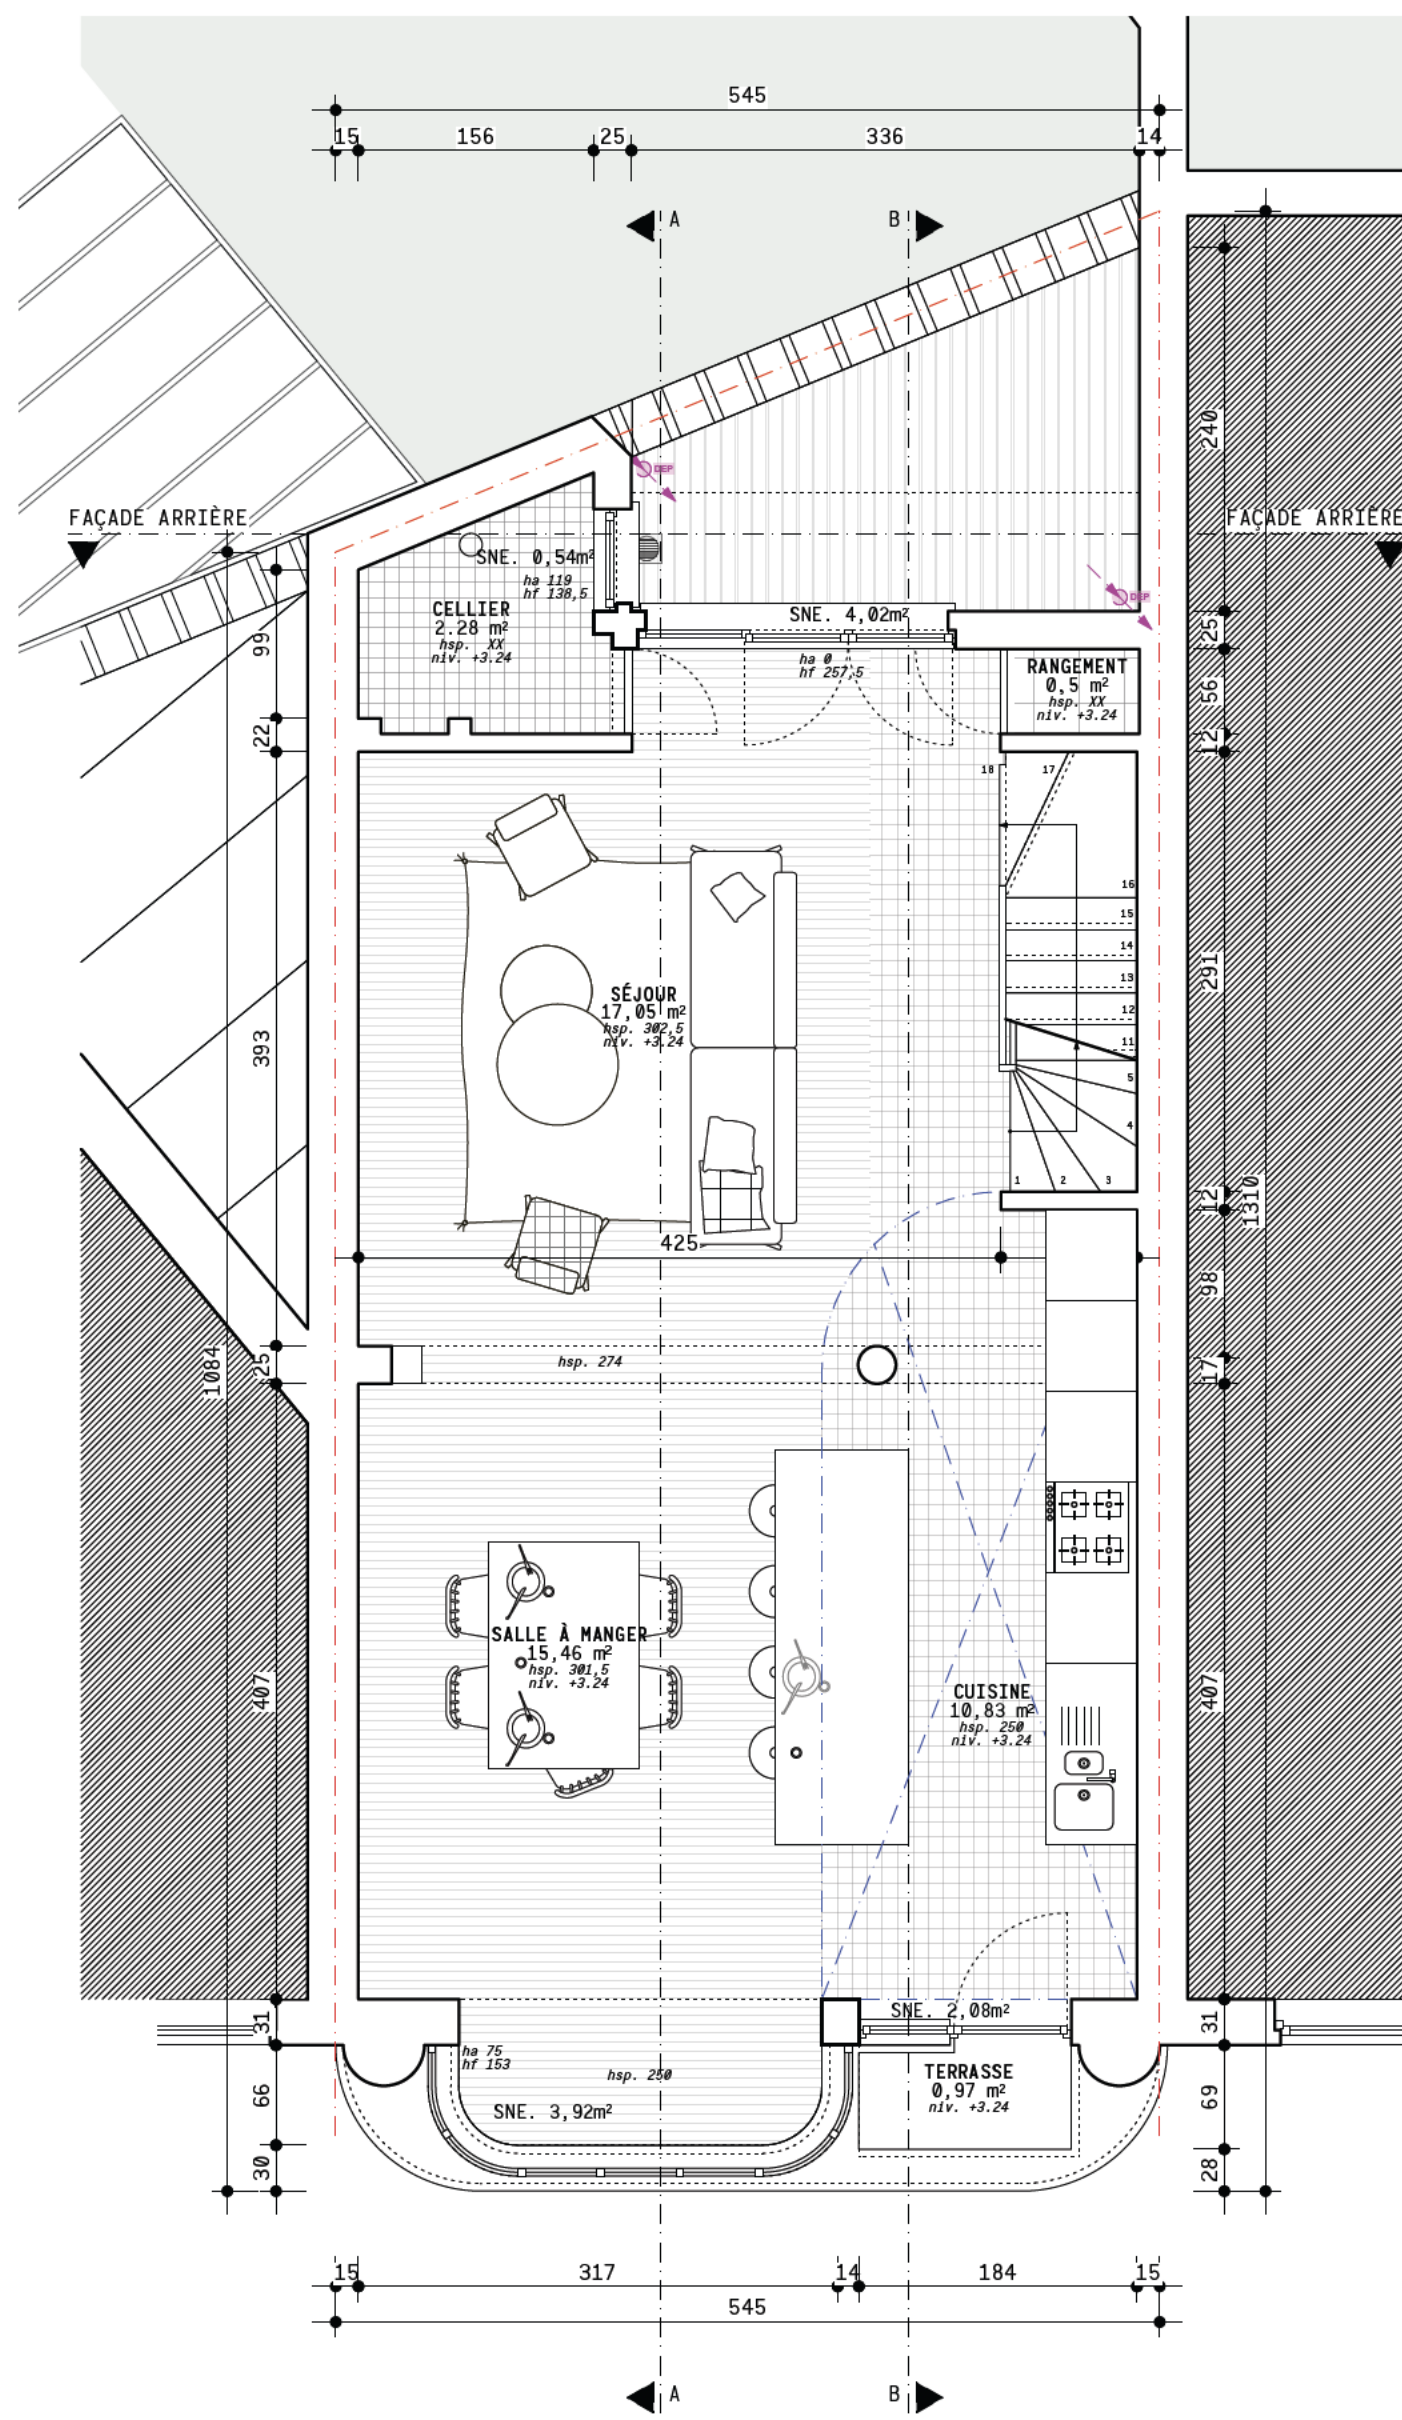 545
15 156 25 336 14
A B
DEP
240
FAÇADE ARRIÈRE FAÇADE ARRIÈRE
SNE. 0,54m²
ha 119
hf 138,5
DEP
CELLIER
2.28 m²
hsp. XX
niv. +3.24
SNE. 4,02m²
25
99
ha 0
hf 257,5
RANGEMENT
0,5 m²
hsp. XX
niv. +3.24
56
22
12
18 17
16
15
14
13
12
11
5
4
1 2 3
291
SÉJOUR
17,05 m²
hsp. 302,5
niv. +3.24
393
12
1310
425
98
25
hsp. 274
17
1084
SALLE À MANGER
15,46 m²
hsp. 301,5
niv. +3.24
407
407
CUISINE
10,83 m²
hsp. 250
niv. +3.24
31
SNE. 2,08m²
31
ha 75
hf 153
hsp. 250
TERRASSE
0,97 m²
niv. +3.24
66
69
SNE. 3,92m²
30
28
15 317 14 184 15
545
A B